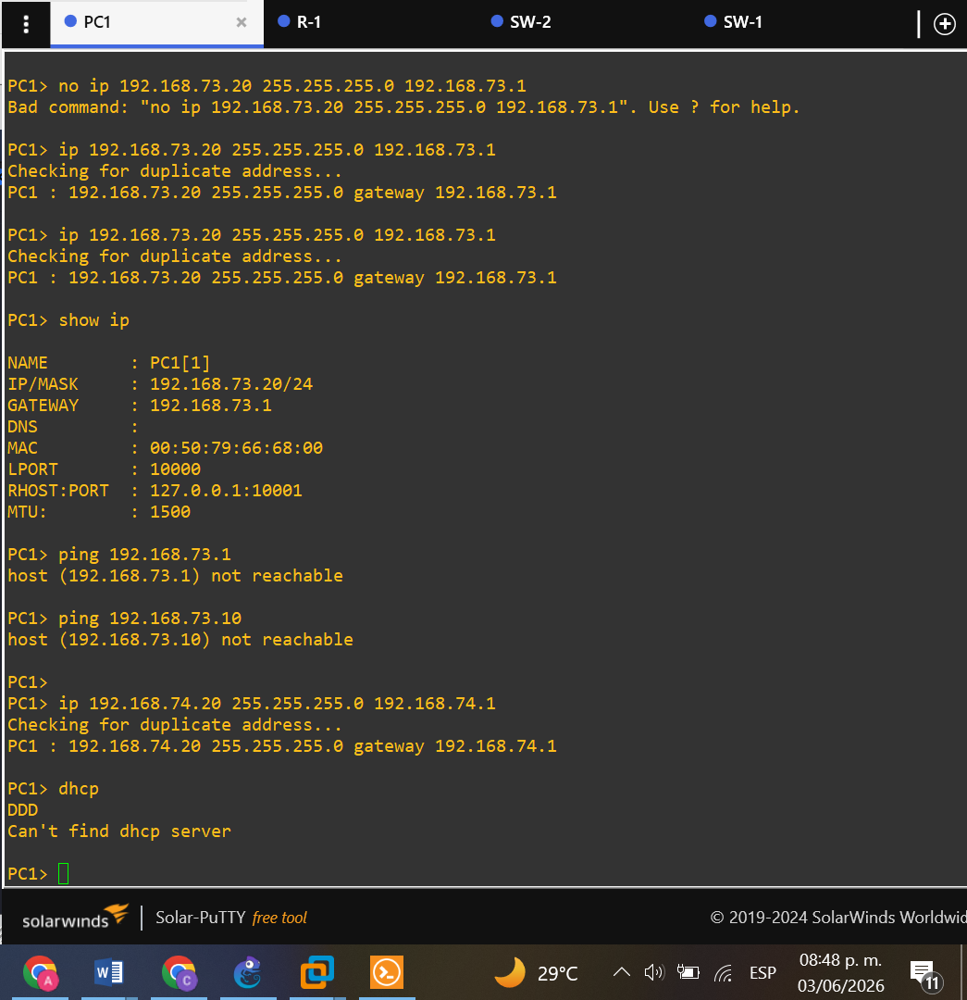 PC1
×
R-1
SW-2
SW-1
PC1> no ip 192.168.73.20 255.255.255.0 192.168.73.1
Bad command: "no ip 192.168.73.20 255.255.255.0 192.168.73.1". Use ? for help.
PC1> ip 192.168.73.20 255.255.255.0 192.168.73.1
Checking for duplicate address...
PC1 : 192.168.73.20 255.255.255.0 gateway 192.168.73.1
PC1> ip 192.168.73.20 255.255.255.0 192.168.73.1
Checking for duplicate address...
PC1 : 192.168.73.20 255.255.255.0 gateway 192.168.73.1
PC1> show ip
NAME        : PC1[1]
IP/MASK     : 192.168.73.20/24
GATEWAY     : 192.168.73.1
DNS         :
MAC         : 00:50:79:66:68:00
LPORT       : 10000
RHOST:PORT  : 127.0.0.1:10001
MTU:        : 1500
PC1> ping 192.168.73.1
host (192.168.73.1) not reachable
PC1> ping 192.168.73.10
host (192.168.73.10) not reachable
PC1>
PC1> ip 192.168.74.20 255.255.255.0 192.168.74.1
Checking for duplicate address...
PC1 : 192.168.74.20 255.255.255.0 gateway 192.168.74.1
PC1> dhcp
DDD
Can't find dhcp server
PC1>
solarwinds | Solar-PuTTY free tool
© 2019-2024 SolarWinds Worldwid
A
W
C
29°C
ESP
08:48 p. m.
03/06/2026
11